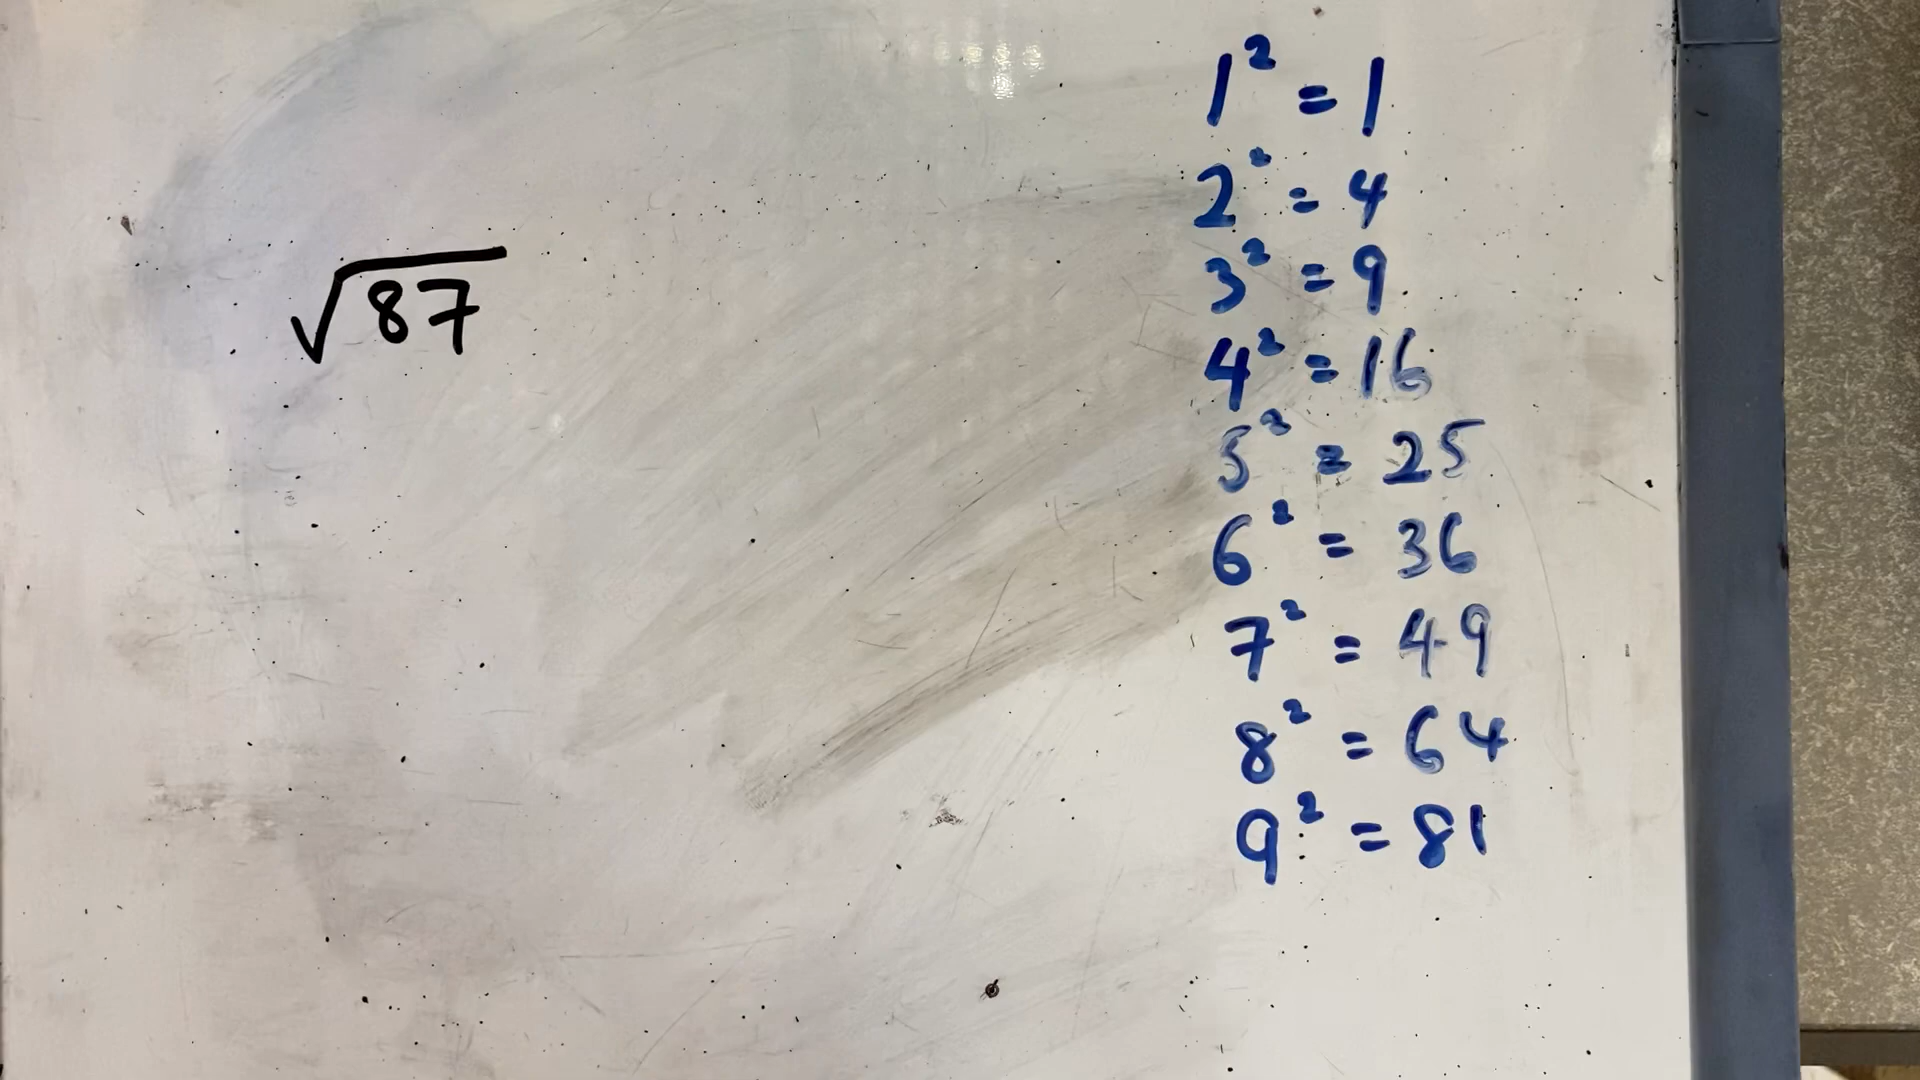 √87
1² = 1
2² = 4
3² = 9
4² = 16
5² = 25
6² = 36
7² = 49
8² = 64
9² = 81